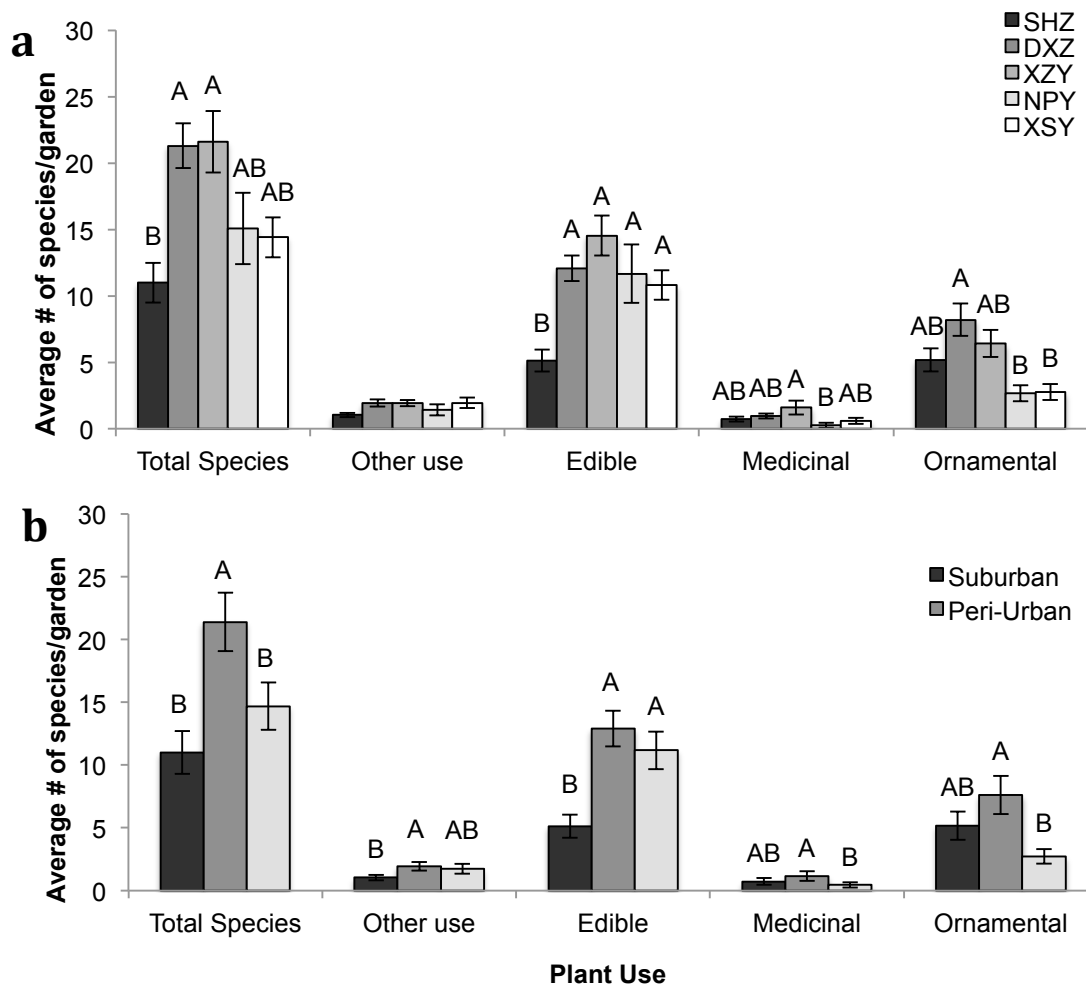 a
Average # of species/garden
30
25
20
15
10
5
0
SHZ
DXZ
XZY
NPY
XSY
B
A
A
AB
AB
B
A
A
A
A
AB
AB
A
B
AB
AB
A
AB
B
B
Total Species
Other use
Edible
Medicinal
Ornamental
b
Average # of species/garden
30
25
20
15
10
5
0
Suburban
Peri-Urban
B
A
B
B
A
AB
B
A
A
AB
A
B
AB
A
B
Total Species
Other use
Edible
Medicinal
Ornamental
Plant Use